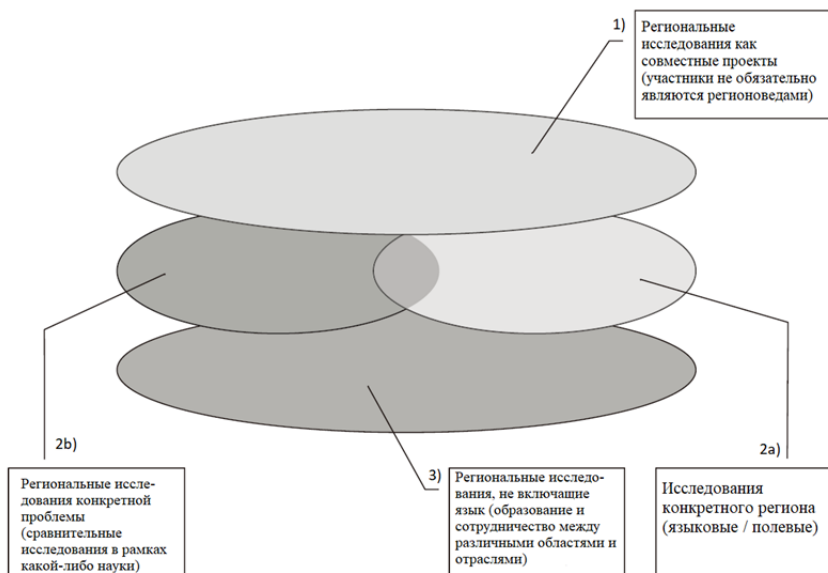 1)
Региональные
исследования как
совместные проекты
(участники не обязательно
являются регионоведами)
2b)
Региональные иссле-
дования конкретной
проблемы
(сравнительные
исследования в рамках
какой-либо науки)
3)
Региональные исследо-
вания, не включащие
язык (образование и
сотрудничество между
различными областями и
отраслями)
2a)
Исследования
конкретного региона
(языковые / полевые)